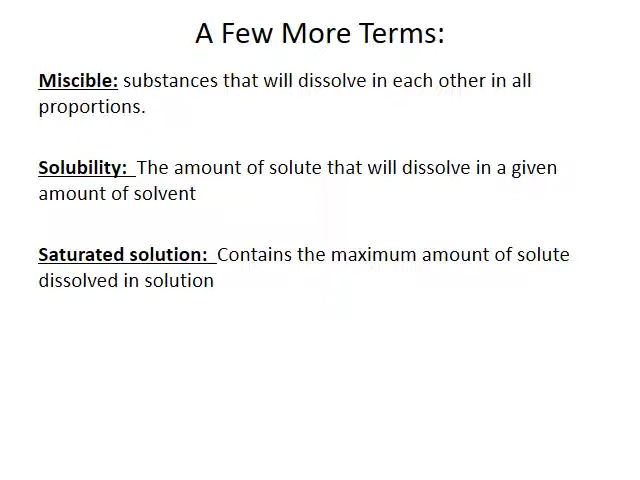 A Few More Terms:
Miscible: substances that will dissolve in each other in all
proportions.
Solubility:  The amount of solute that will dissolve in a given
amount of solvent
Saturated solution:  Contains the maximum amount of solute
dissolved in solution